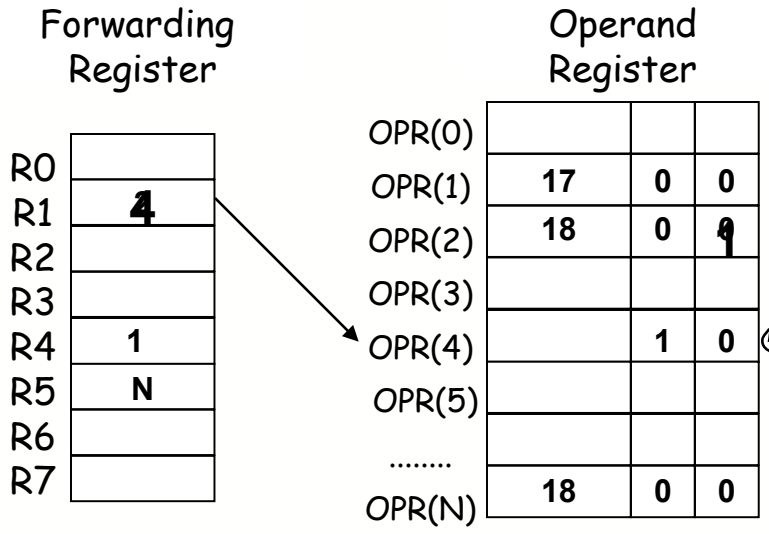 Forwarding
Register
Operand
Register
R0
R1
R2
R3
R4 1
R5 N
R6
R7
OPR(0)
OPR(1) 17 0 0
OPR(2) 18 0
OPR(3)
OPR(4) 1 0
OPR(5)
........
OPR(N) 18 0 0